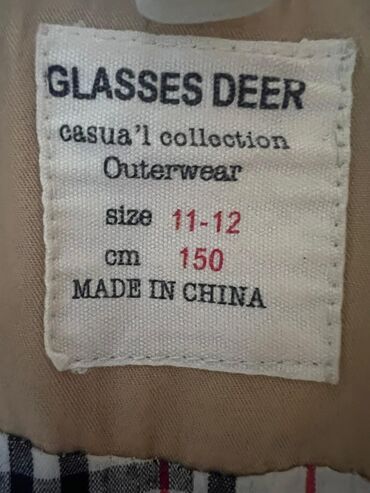 GLASSES DEER
casua'l collection
Outerwear
size 11-12
cm 150
MADE IN CHINA